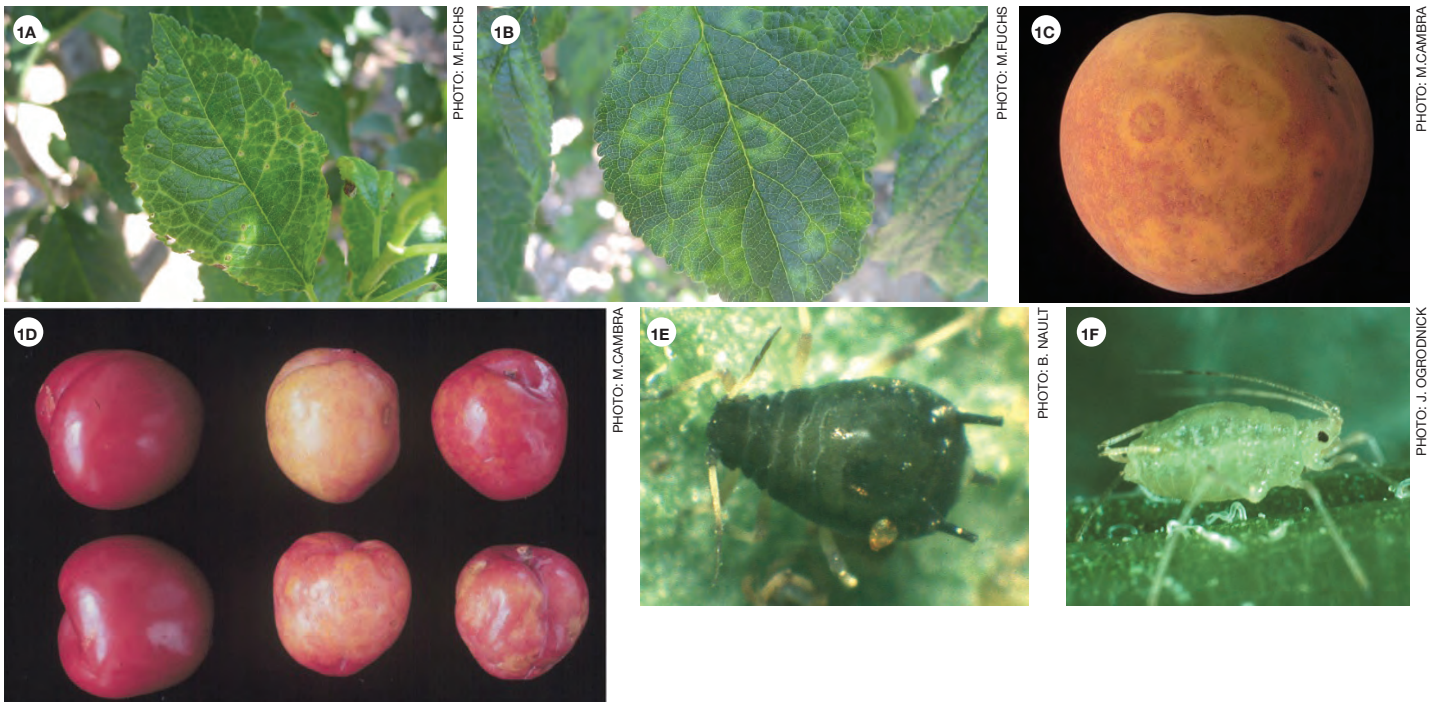 1A
PHOTO: M.FUCHS
1B
PHOTO: M.FUCHS
1C
PHOTO: M.CAMBRA
1D
PHOTO: M.CAMBRA
1E
PHOTO: B. NAULT
1F
PHOTO: J. OGRODNICK